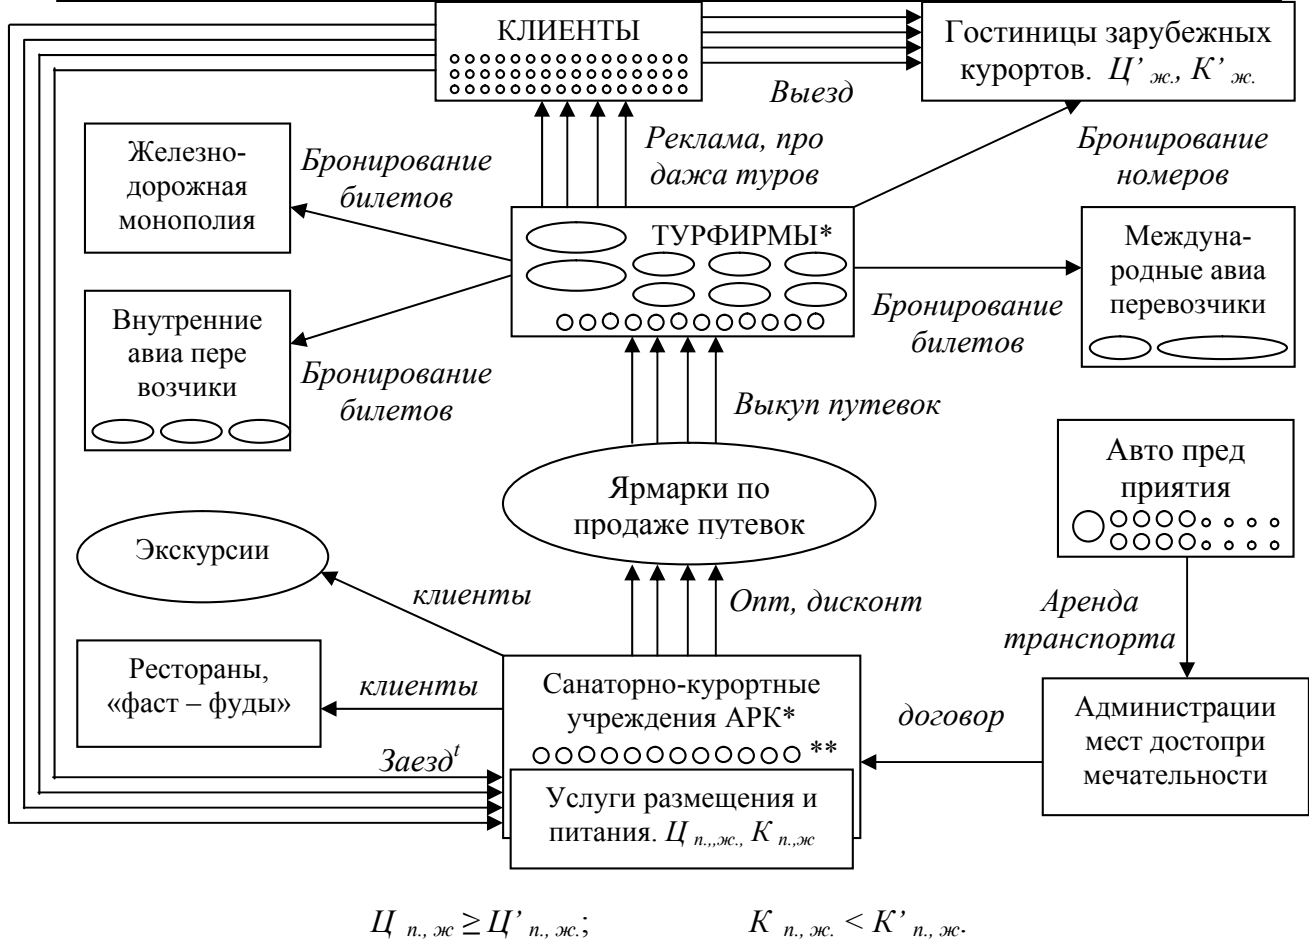 КЛИЕНТЫ
Гостиницы зарубежных
курортов. Ц’ ж., К’ ж.
Выезд
Железно-
дорожная
монополия
Бронирование
билетов
Реклама, про
дажа туров
Бронирование
номеров
ТУРФИРМЫ*
Междуна-
родные авиа
перевозчики
Внутренние
авиа пере
возчики
Бронирование
билетов
Бронирование
билетов
Выкуп путевок
Авто пред
приятия
Ярмарки по
продаже путевок
Экскурсии
клиенты
Опт, дисконт
Аренда
транспорта
Рестораны,
«фаст – фуды»
клиенты
Санаторно-курортные
учреждения АРК*
**
договор
Администрации
мест достопри
мечательности
Заезд t
Услуги размещения и
питания. Ц п.,,ж., К п.,ж
Ц п., ж ≥ Ц’ п., ж.;
К п., ж. < К’ п., ж.